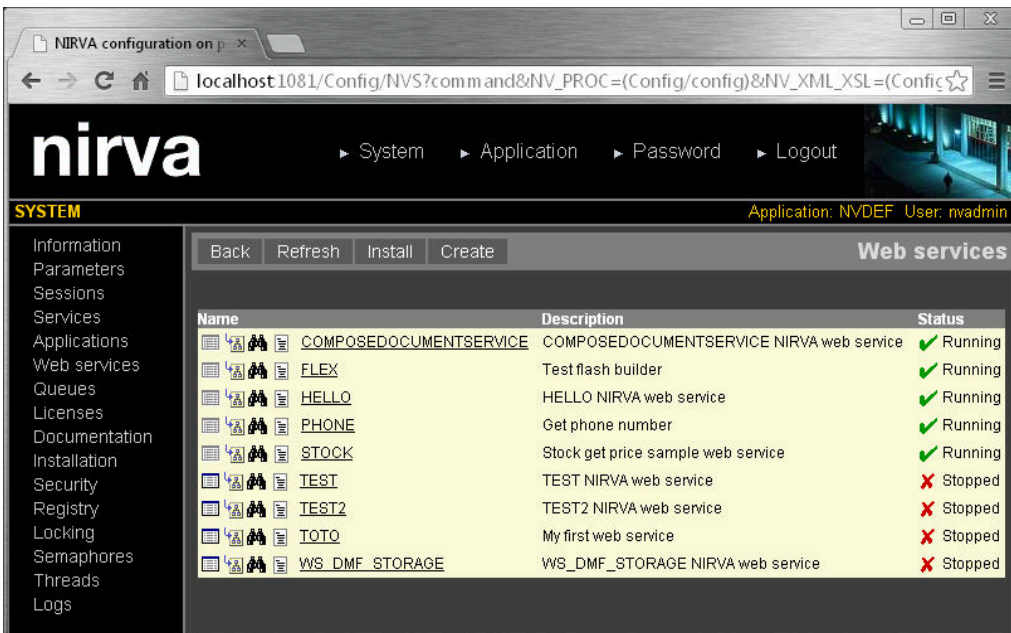 NIRVA configuration on p
localhost:1081/Config/NVS?command&NV_PROC=(Config/config)&NV_XML_XSL=(Config
nirva
System Application Password Logout
SYSTEM
Application: NVDEF User: nvadmin
Information
Parameters
Sessions
Services
Applications
Web services
Queues
Licenses
Documentation
Installation
Security
Registry
Locking
Semaphores
Threads
Logs
Back Refresh Install Create Web services
Name Description Status
COMPOSEDOCUMENTSERVICE COMPOSEDOCUMENTSERVICE NIRVA web service Running
FLEX Test flash builder Running
HELLO HELLO NIRVA web service Running
PHONE Get phone number Running
STOCK Stock get price sample web service Running
TEST TEST NIRVA web service Stopped
TEST2 TEST2 NIRVA web service Stopped
TOTO My first web service Stopped
WS_DMF_STORAGE WS_DMF_STORAGE NIRVA web service Stopped